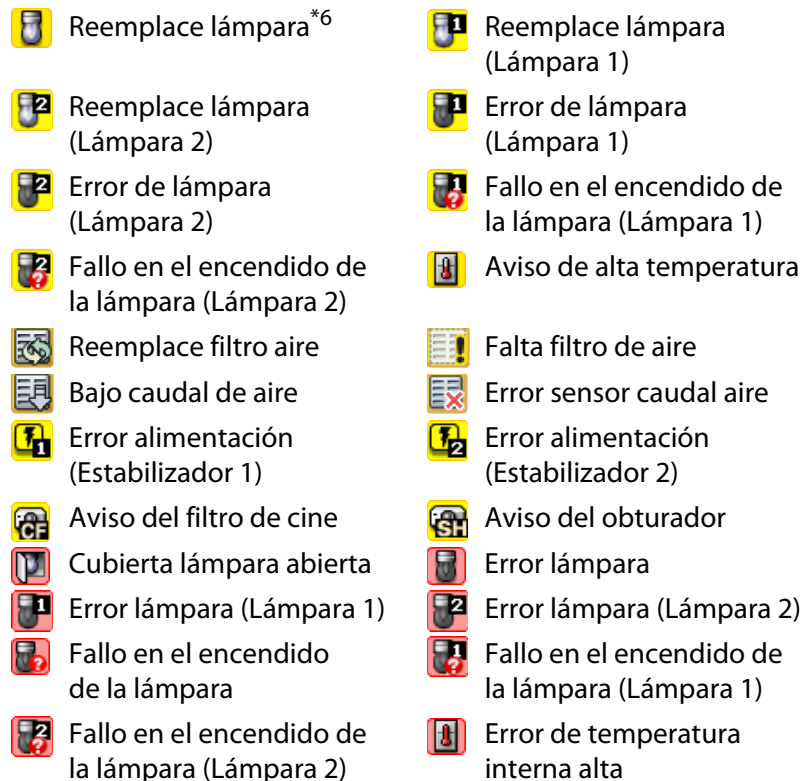 Reemplace lámpara*6
Reemplace lámpara
(Lámpara 1)
Reemplace lámpara
(Lámpara 2)
Error de lámpara
(Lámpara 1)
Error de lámpara
(Lámpara 2)
Fallo en el encendido de
la lámpara (Lámpara 1)
Fallo en el encendido de
la lámpara (Lámpara 2)
Aviso de alta temperatura
Reemplace filtro aire
Falta filtro de aire
Bajo caudal de aire
Error sensor caudal aire
Error alimentación
(Estabilizador 1)
Error alimentación
(Estabilizador 2)
CF
Aviso del filtro de cine
SH
Aviso del obturador
Cubierta lámpara abierta
Error lámpara
Error lámpara (Lámpara 1)
Error lámpara (Lámpara 2)
Fallo en el encendido
de la lámpara
Fallo en el encendido de
la lámpara (Lámpara 1)
Fallo en el encendido de
la lámpara (Lámpara 2)
Error de temperatura
interna alta